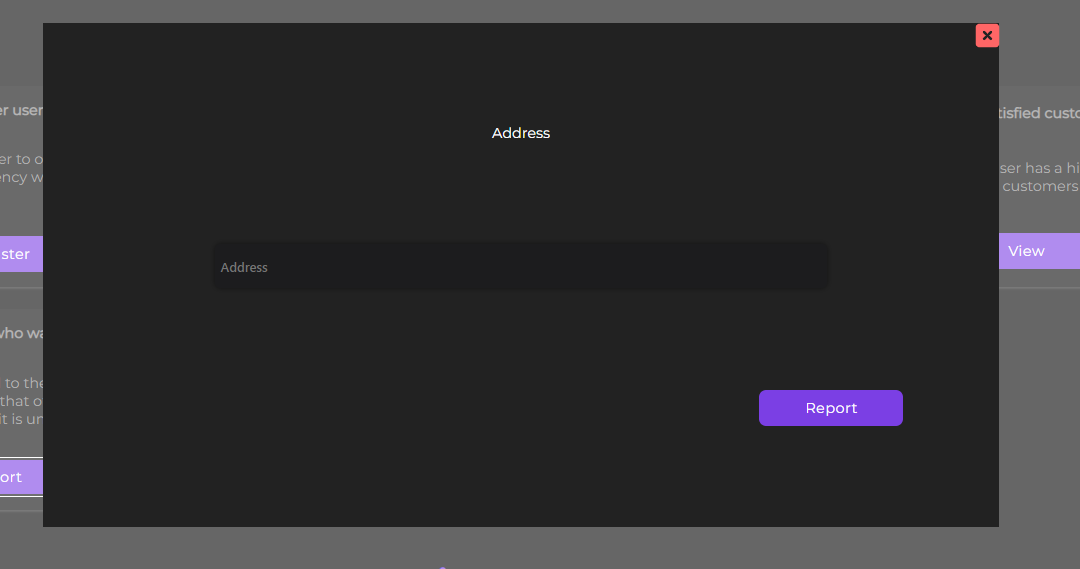 Address
Address
Report
er user
er to o
ency w
ster
who wa
to the
that o
it is un
ort
tisfied custo
ser has a hi
customers
View